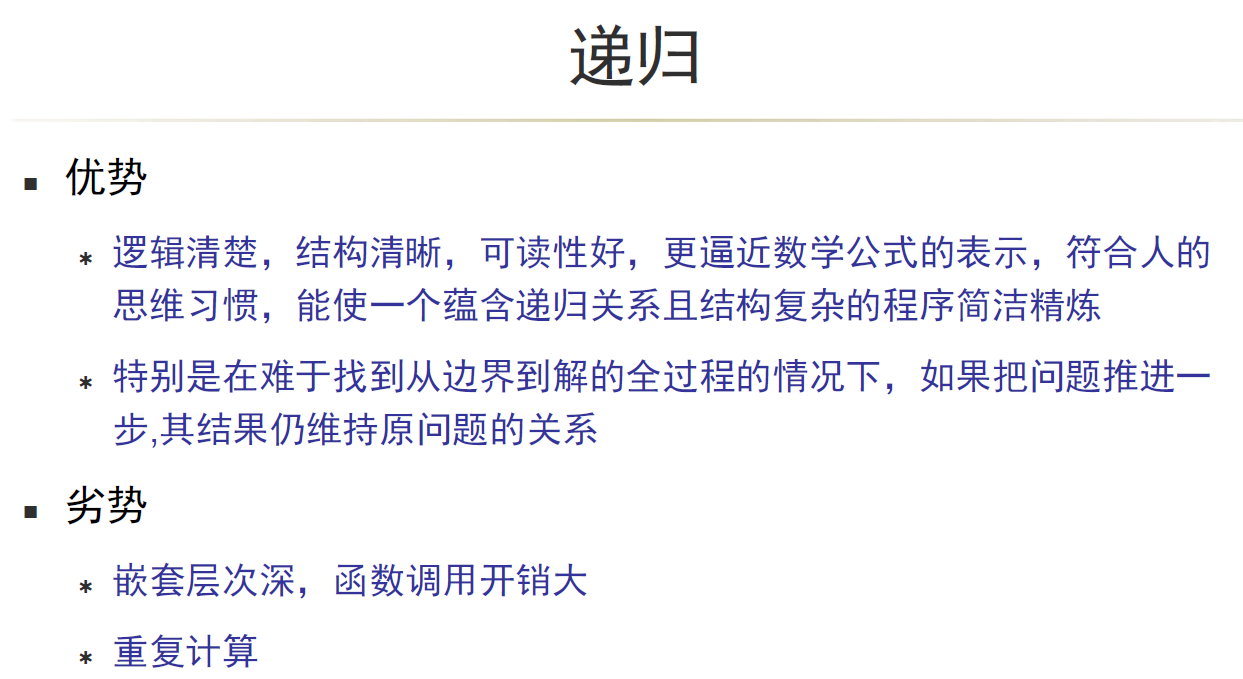 递归
▪ 优势
* 逻辑清楚，结构清晰，可读性好，更逼近数学公式的表示，符合人的
思维习惯，能使一个蕴含递归关系且结构复杂的程序简洁精炼
* 特别是在难于找到从边界到解的全过程的情况下，如果把问题推进一
步,其结果仍维持原问题的关系
▪ 劣势
* 嵌套层次深，函数调用开销大
* 重复计算